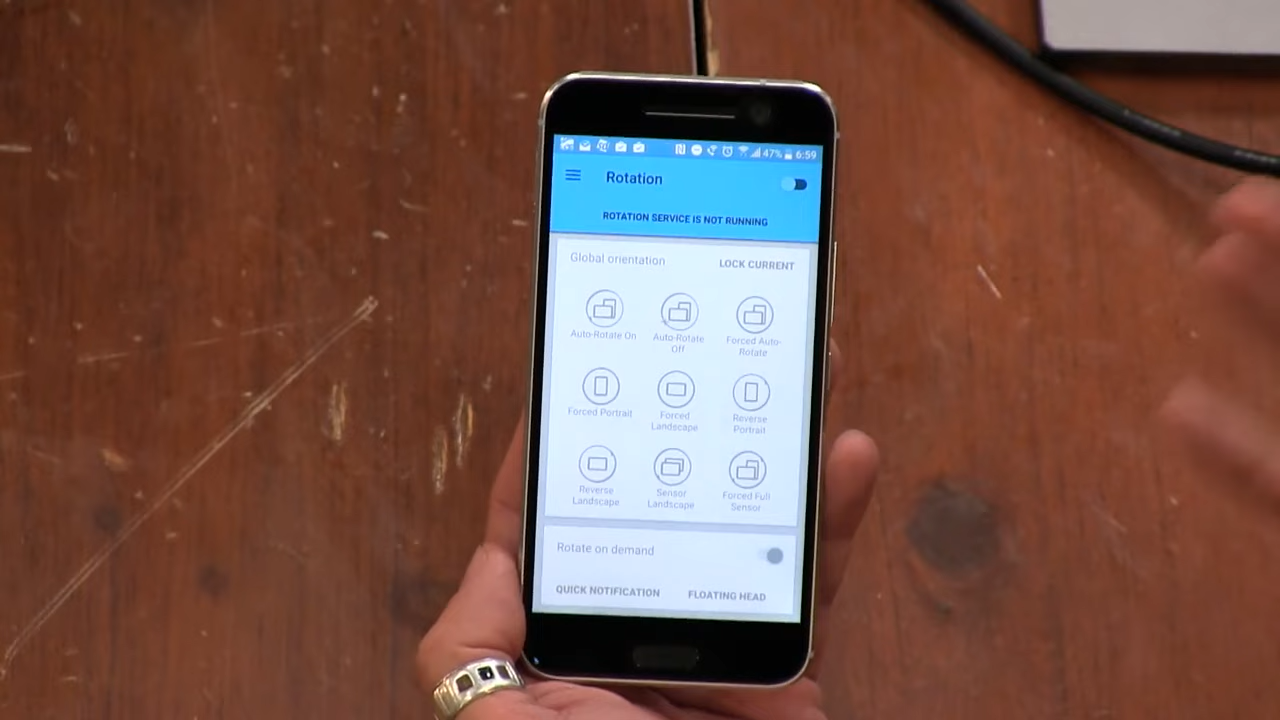 47% 6:59
Rotation
ROTATION SERVICE IS NOT RUNNING
Global orientation LOCK CURRENT
Auto-Rotate On Auto-Rotate Off Forced Auto-Rotate
Forced Portrait Forced Landscape Reverse Portrait
Reverse Landscape Sensor Landscape Forced Full Sensor
Rotate on demand
QUICK NOTIFICATION FLOATING HEAD